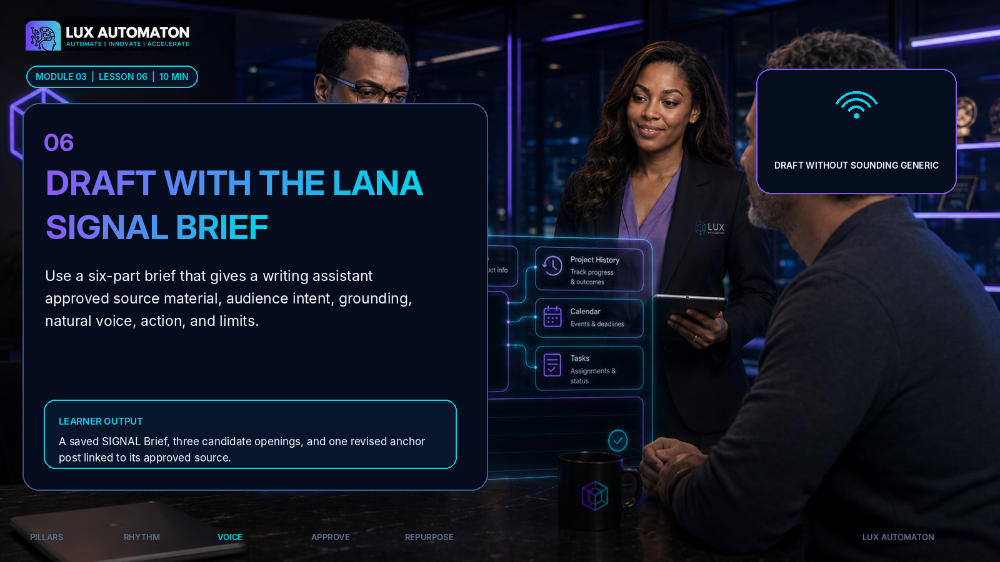 LUX AUTOMATON
AUTOMATE | INNOVATE | ACCELERATE
MODULE 03 | LESSON 06 | 10 MIN
06
DRAFT WITH THE LANA
SIGNAL BRIEF
Use a six-part brief that gives a writing assistant
approved source material, audience intent, grounding,
natural voice, action, and limits.
LEARNER OUTPUT
A saved SIGNAL Brief, three candidate openings, and one revised anchor
post linked to its approved source.
DRAFT WITHOUT SOUNDING GENERIC
LUX
info
Project History
Track progress
& outcomes
Calendar
Events & deadlines
Tasks
Assignments &
status
PILLARS
RHYTHM
VOICE
APPROVE
REPURPOSE
LUX AUTOMATON